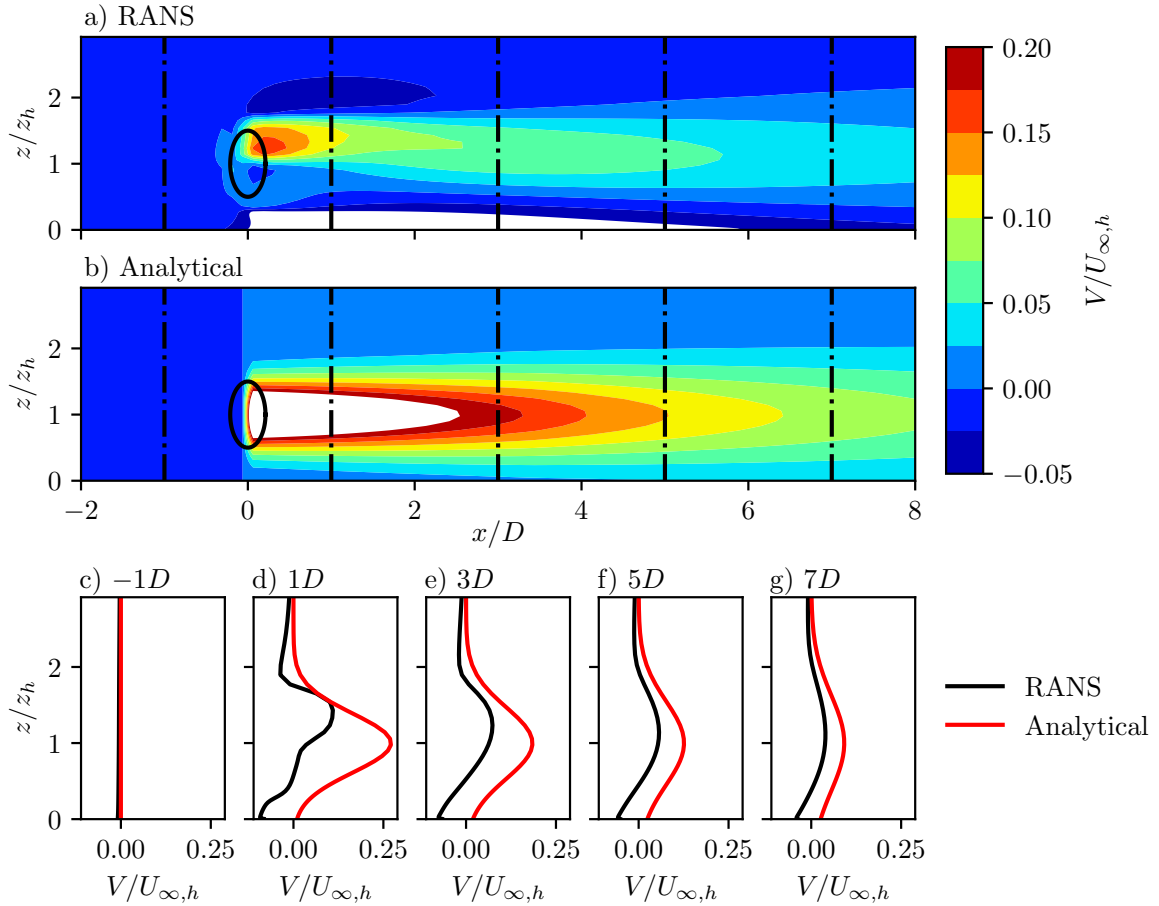 a) RANS
z/z_h
2
1
0
b) Analytical
z/z_h
2
1
0
−2 0 2 4 6 8
x/D
0.20
0.15
0.10
0.05
0.00
−0.05
V/U_{∞,h}
c) −1D
d) 1D
e) 3D
f) 5D
g) 7D
z/z_h
2
1
0
0.00 0.25
0.00 0.25
0.00 0.25
0.00 0.25
0.00 0.25
V/U_{∞,h}
V/U_{∞,h}
V/U_{∞,h}
V/U_{∞,h}
V/U_{∞,h}
RANS
Analytical